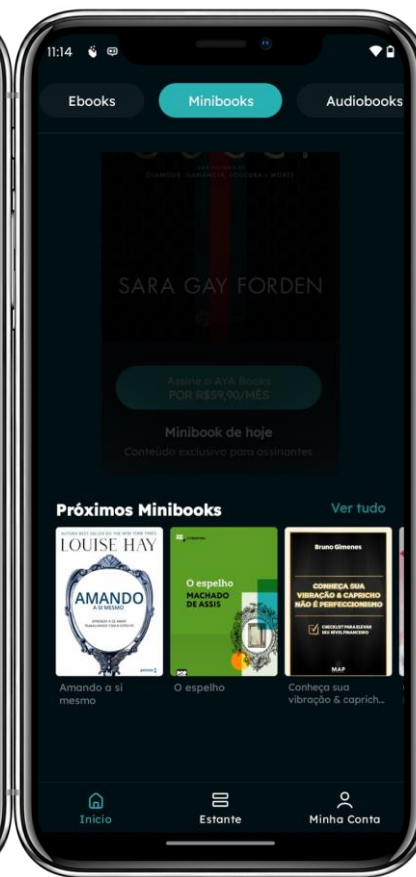 11:14
Ebooks
Minibooks
Audiobooks
GUCCI
GLAMOUR, GANÂNCIA, LOUCURA E MORTE
SARA GAY FORDEN
Assine o AYA Books
POR R$59,90/MÊS
Minibook de hoje
Conteúdo exclusivo para assinantes
Próximos Minibooks
Ver tudo
LOUISE HAY
AMANDO
A SI MESMO
Amando a si
mesmo
O espelho
MACHADO
DE ASSIS
O espelho
Bruno Gimenes
CONHEÇA SUA
VIBRAÇÃO & CAPRICHO
NÃO É PERFECCIONISMO
CHECKLIST PARA ELEVAR
SEU NÍVEL FINANCEIRO
MAP
Conheça sua
vibração & caprich...
Início
Estante
Minha Conta